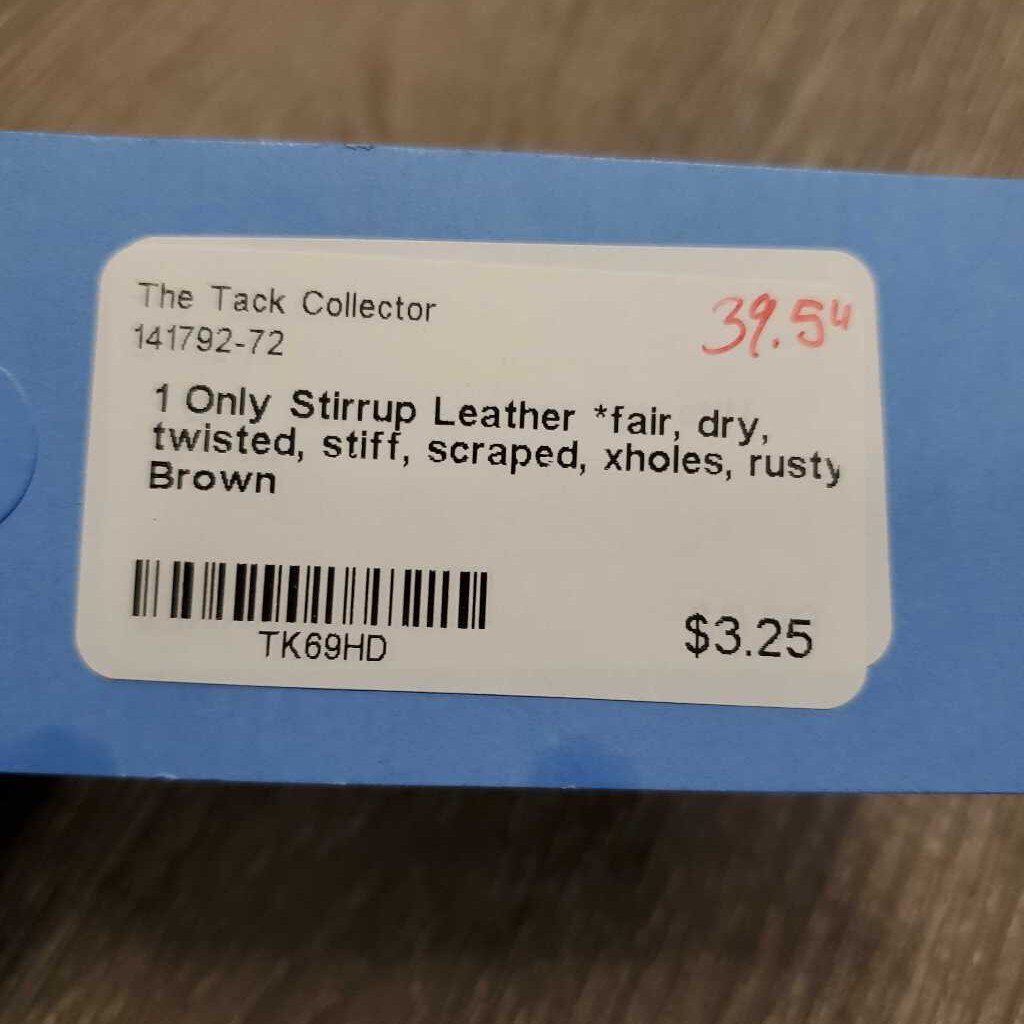 The Tack Collector
141792-72
39.5"
1 Only Stirrup Leather *fair, dry,
twisted, stiff, scraped, xholes, rusty
Brown
TK69HD
$3.25